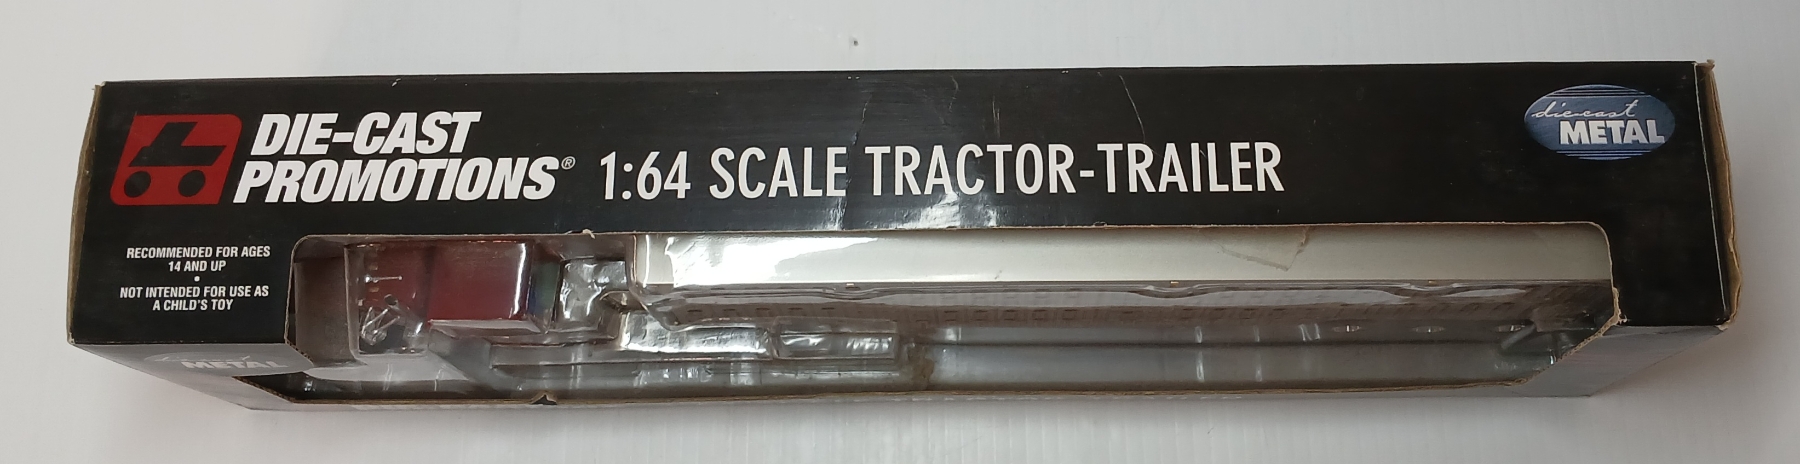 DIE-CAST
PROMOTIONS® 1:64 SCALE TRACTOR-TRAILER
die-cast
METAL
RECOMMENDED FOR AGES
14 AND UP
•
NOT INTENDED FOR USE AS
A CHILD'S TOY
METAL